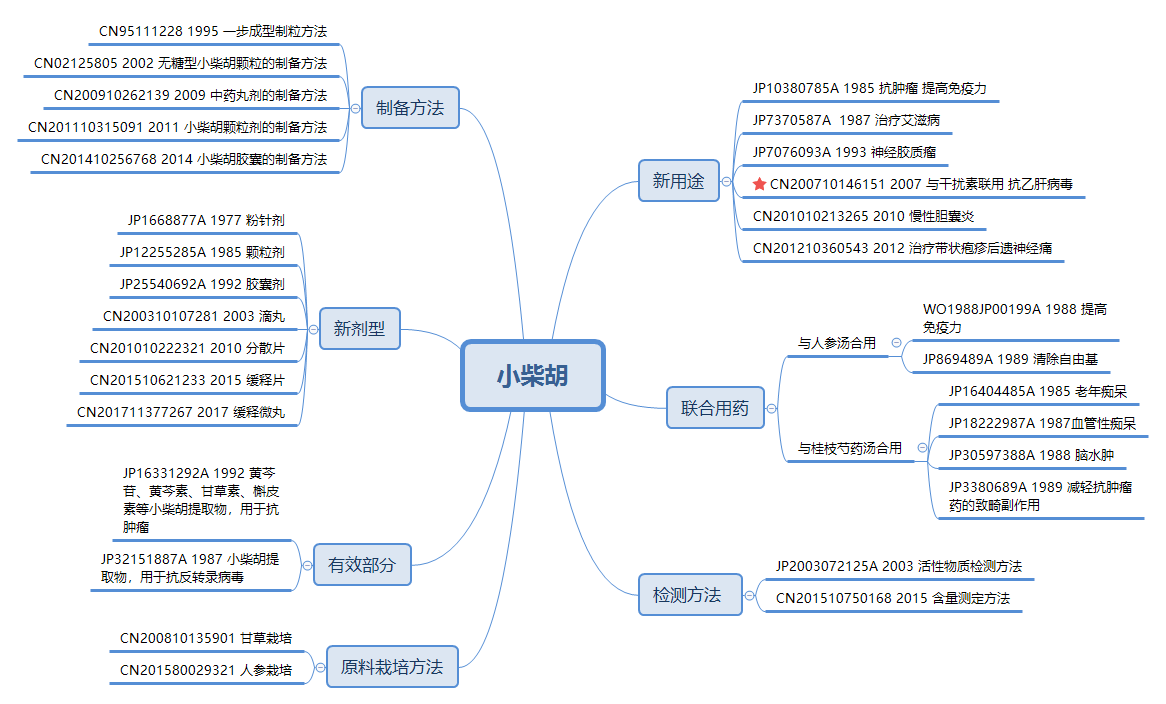 小柴胡
制备方法
CN95111228 1995 一步成型制粒方法
CN02125805 2002 无糖型小柴胡颗粒的制备方法
CN200910262139 2009 中药丸剂的制备方法
CN201110315091 2011 小柴胡颗粒剂的制备方法
CN201410256768 2014 小柴胡胶囊的制备方法
新剂型
JP1668877A 1977 粉针剂
JP12255285A 1985 颗粒剂
JP25540692A 1992 胶囊剂
CN200310107281 2003 滴丸
CN201010222321 2010 分散片
CN201510621233 2015 缓释片
CN201711377267 2017 缓释微丸
有效部分
JP16331292A 1992 黄芩
苷、黄芩素、甘草素、槲皮
素等小柴胡提取物，用于抗
肿瘤
JP32151887A 1987 小柴胡提
取物，用于抗反转录病毒
原料栽培方法
CN200810135901 甘草栽培
CN201580029321 人参栽培
新用途
JP10380785A 1985 抗肿瘤 提高免疫力
JP7370587A  1987 治疗艾滋病
JP7076093A 1993 神经胶质瘤
CN200710146151 2007 与干扰素联用 抗乙肝病毒
CN201010213265 2010 慢性胆囊炎
CN201210360543 2012 治疗带状疱疹后遗神经痛
联合用药
与人参汤合用
WO1988JP00199A 1988 提高
免疫力
JP869489A 1989 清除自由基
与桂枝芍药汤合用
JP16404485A 1985 老年痴呆
JP18222987A 1987血管性痴呆
JP30597388A 1988 脑水肿
JP3380689A 1989 减轻抗肿瘤
药的致畸副作用
检测方法
JP2003072125A 2003 活性物质检测方法
CN201510750168 2015 含量测定方法